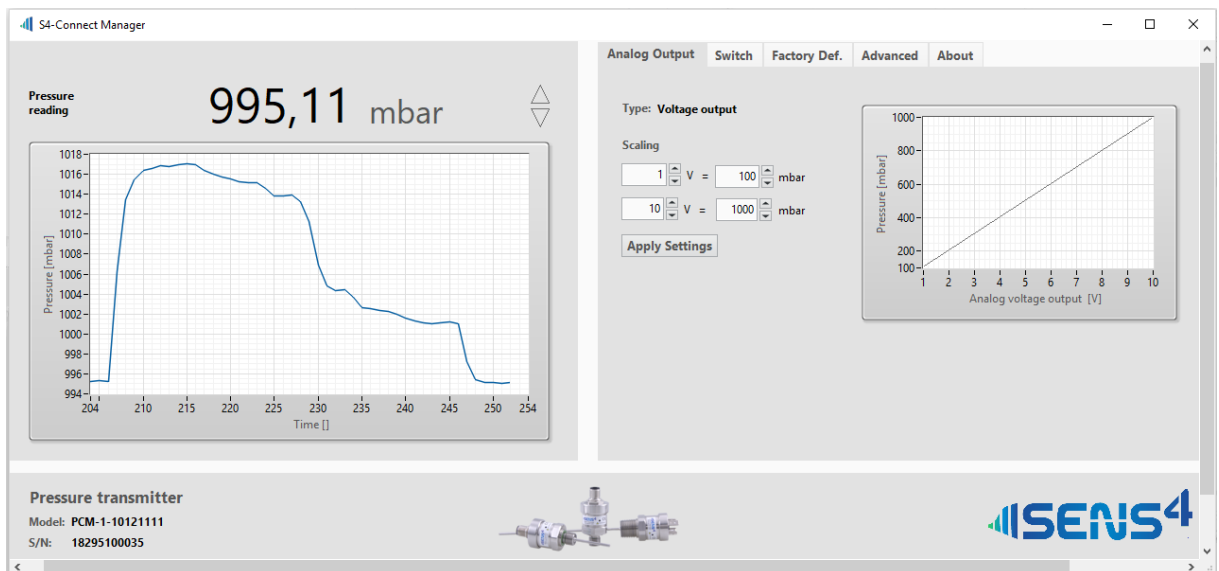 S4-Connect Manager
Pressure reading
995,11 mbar
1018
1016
1014
1012
1010
1008
1006
1004
1002
1000
998
996
994
Pressure [mbar]
204 210 215 220 225 230 235 240 245 250 254
Time []
Analog Output Switch Factory Def. Advanced About
Type: Voltage output
Scaling
1 V = 100 mbar
10 V = 1000 mbar
Apply Settings
1000
800
600
400
200
100
Pressure [mbar]
1 2 3 4 5 6 7 8 9 10
Analog voltage output [V]
Pressure transmitter
Model: PCM-1-10121111
S/N: 18295100035
SENS4